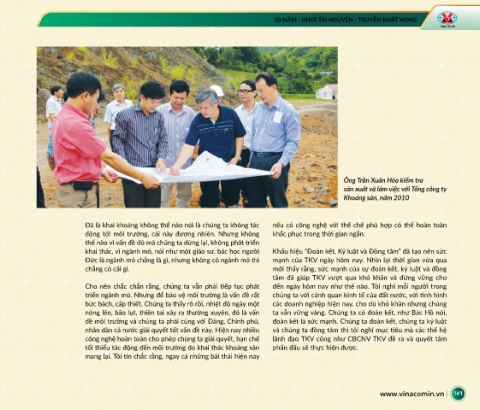 30 NĂM - KHƠI TÀI NGUYÊN - TRUYỀN KHÁT VỌNG
Ông Trần Xuân Hòa kiểm tra
sản xuất và làm việc với Tổng công ty
Khoáng sản, năm 2010
Đã là khai khoáng không thể nào nói là chúng ta không tác
động tới môi trường, cái này đương nhiên. Nhưng không
thể nào vì vấn đề đó mà chúng ta dừng lại, không phát triển
khai thác, vì ngành mỏ, nói như một giáo sư, bác học người
Đức là ngành mỏ chẳng là gì, nhưng không có ngành mỏ thì
chẳng có cái gì.
Cho nên chắc chắn rằng, chúng ta vẫn phải tiếp tục phát
triển ngành mỏ. Nhưng để bảo vệ môi trường là vấn đề rất
bức bách, cấp thiết. Chúng ta thấy rõ rồi, nhiệt độ ngày một
nóng lên, bão lụt, thiên tai xảy ra thường xuyên, đó là vấn
đề môi trường và chúng ta phải cùng với Đảng, Chính phủ,
nhân dân cả nước giải quyết tốt vấn đề này. Hiện nay nhiều
công nghệ hoàn toàn cho phép chúng ta giải quyết, hạn chế
tối thiểu tác động đến môi trường do khai thác khoáng sản
mang lại. Tôi tin chắc rằng, ngay cả những bãi thải hiện nay
nếu có công nghệ với thể chế phù hợp có thể hoàn toàn
khắc phục trong thời gian ngắn.
Khẩu hiệu "Đoàn kết, Kỷ luật và Đồng tâm" đã tạo nên sức
mạnh của TKV ngày hôm nay. Nhìn lại thời gian vừa qua
mới thấy rằng, sức mạnh của sự đoàn kết, kỷ luật và đồng
tâm đã giúp TKV vượt qua khó khăn và đứng vững cho
đến ngày hôm nay như thế nào. Tôi nghĩ mỗi người trong
chúng ta với cảnh quan kinh tế của đất nước, với tình hình
các doanh nghiệp hiện nay, cho dù khó khăn nhưng chúng
ta vẫn vững vàng. Chúng ta có đoàn kết, như Bác Hồ nói,
đoàn kết là sức mạnh. Chúng ta đoàn kết, chúng ta kỷ luật
và chúng ta đồng tâm thì tôi nghĩ mục tiêu mà các thế hệ
lãnh đạo TKV cũng như CBCNV TKV đề ra và quyết tâm
phấn đấu sẽ thực hiện được.
www.vinacomin.vn | 141